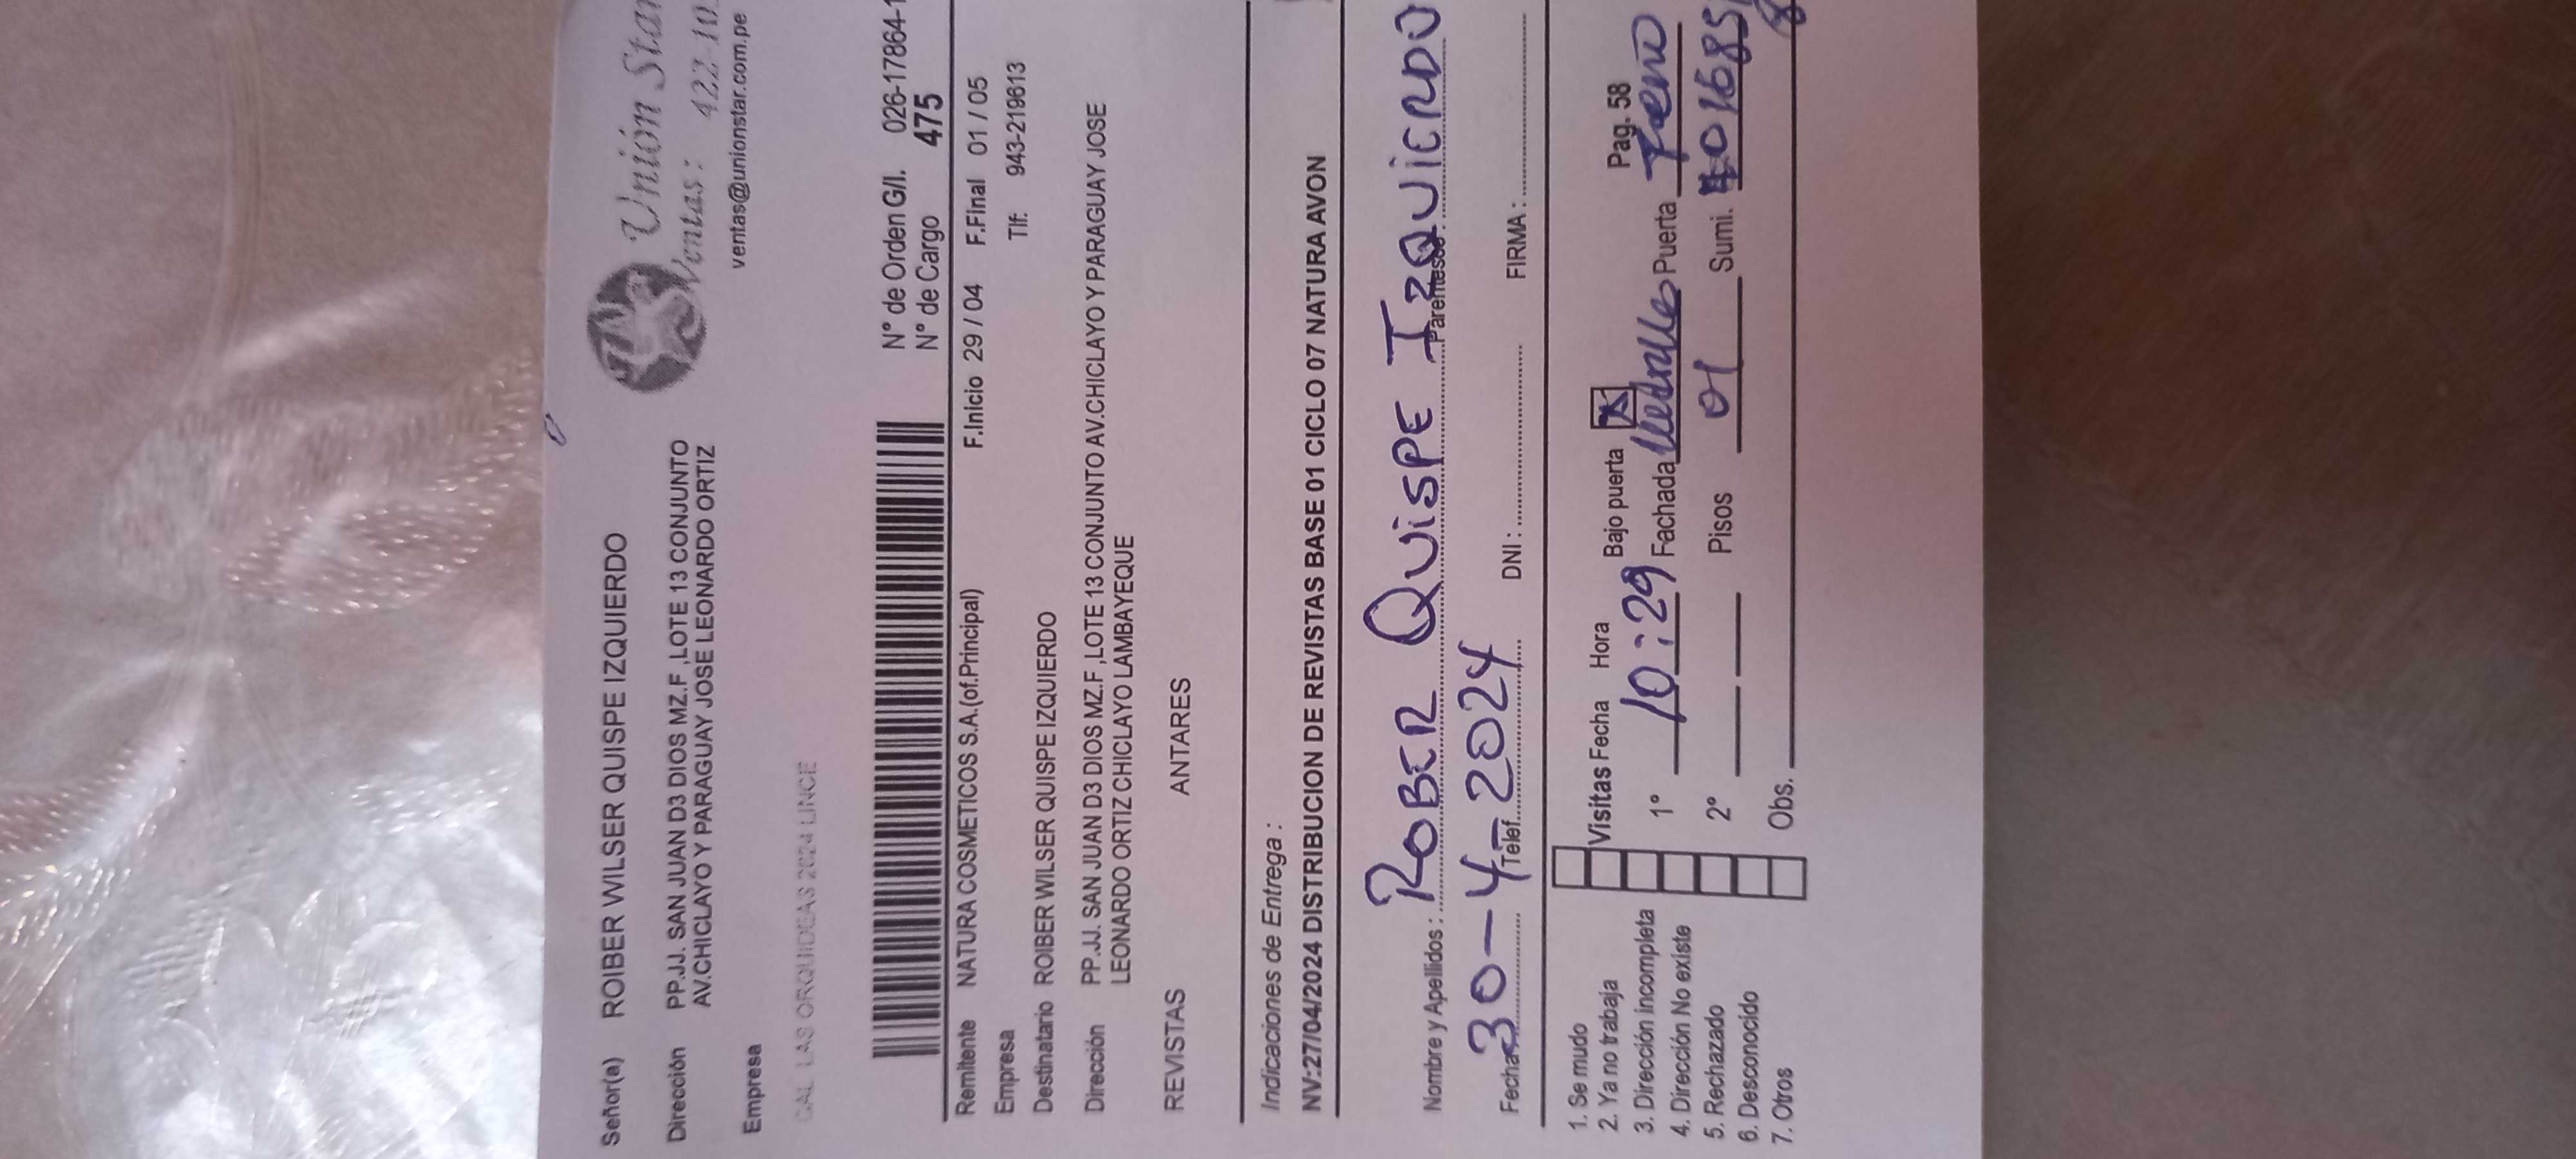 Señor(a) ROIBER WILSER QUISPE IZQUIERDO
Unión Star
Ventas: 422-10
Dirección PP.JJ. SAN JUAN D3 DIOS MZ.F ,LOTE 13 CONJUNTO
AV.CHICLAYO Y PARAGUAY JOSE LEONARDO ORTIZ
ventas@unionstar.com.pe
Empresa
CAL LAS ORQUIDEAS 2024 LINCE
N° de Orden G/I. 026-17864-1
N° de Cargo 475
Remitente NATURA COSMETICOS S.A.(of.Principal) F.Inicio 29 / 04 F.Final 01 / 05
Empresa Tlf: 943-219613
Destinatario ROIBER WILSER QUISPE IZQUIERDO
Dirección PP.JJ. SAN JUAN D3 DIOS MZ.F ,LOTE 13 CONJUNTO AV.CHICLAYO Y PARAGUAY JOSE
LEONARDO ORTIZ CHICLAYO LAMBAYEQUE
REVISTAS ANTARES
Indicaciones de Entrega :
NV:27/04/2024 DISTRIBUCION DE REVISTAS BASE 01 CICLO 07 NATURA AVON
Nombre y Apellidos : ROBER QUISPE IZQUIERDO Parentesco :
Fecha 30-4-2024 Telef. DNI : FIRMA :
1. Se mudo
2. Ya no trabaja Visitas Fecha Hora Bajo puerta X Pag. 58
3. Dirección incompleta 1° 10:29 Fachada Puerta
4. Dirección No existe
5. Rechazado 2° Pisos 01 Sumi.
6. Desconocido
7. Otros Obs.